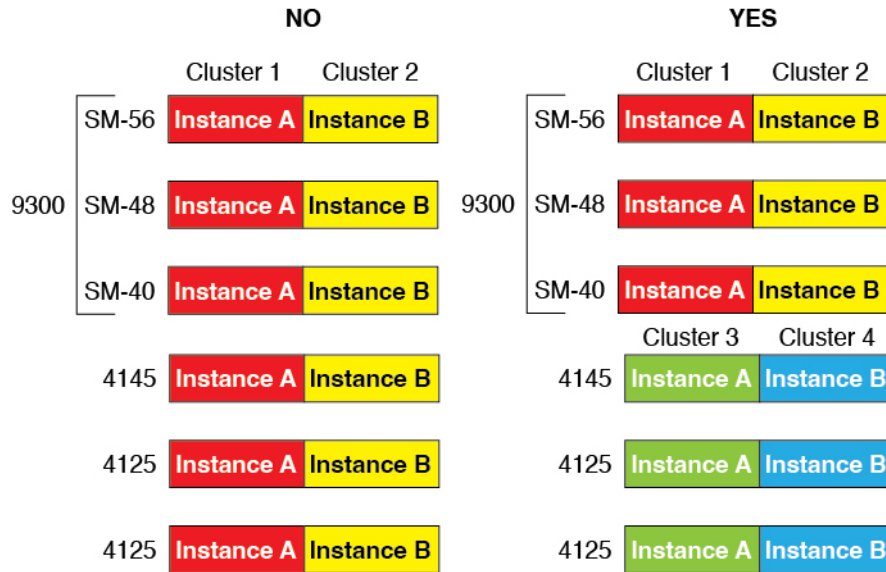 NO YES
Cluster 1 Cluster 2 Cluster 1 Cluster 2
SM-56 Instance A Instance B SM-56 Instance A Instance B
9300 SM-48 Instance A Instance B 9300 SM-48 Instance A Instance B
SM-40 Instance A Instance B SM-40 Instance A Instance B
Cluster 3 Cluster 4
4145 Instance A Instance B 4145 Instance A Instance B
4125 Instance A Instance B 4125 Instance A Instance B
4125 Instance A Instance B 4125 Instance A Instance B